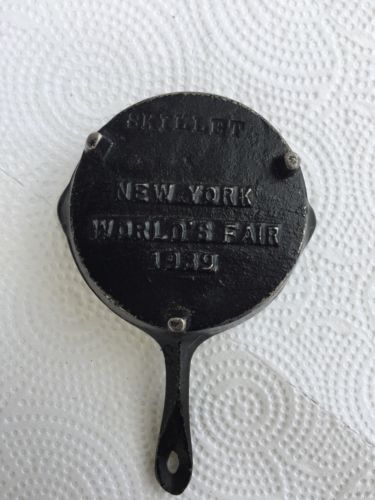 SKILLET
NEW YORK
WORLD'S FAIR
1939